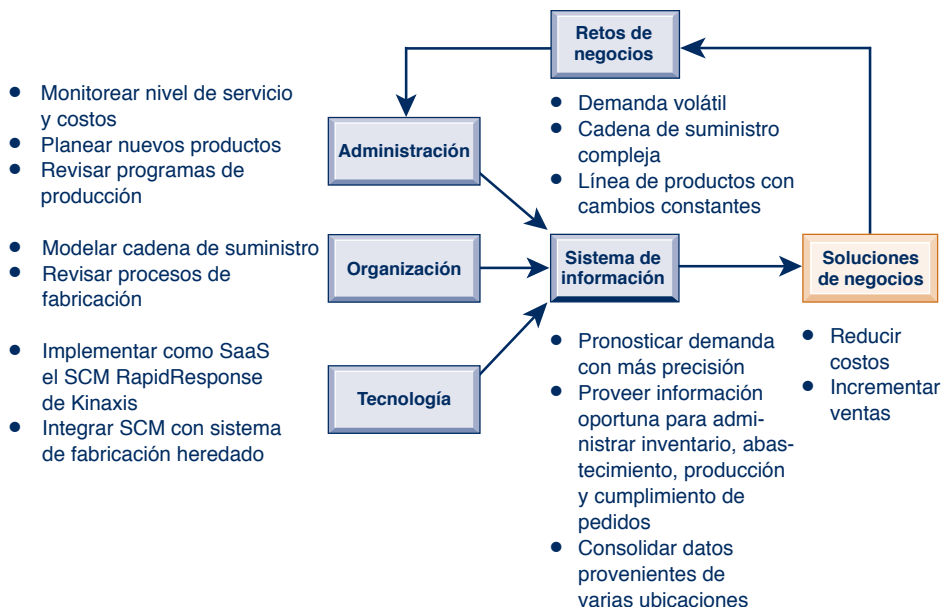 Retos de
negocios
• Demanda volátil
• Cadena de suministro
compleja
• Línea de productos con
cambios constantes
• Monitorear nivel de servicio
y costos
• Planear nuevos productos
• Revisar programas de
producción
Administración
• Modelar cadena de suministro
• Revisar procesos de
fabricación
Organización
• Implementar como SaaS
el SCM RapidResponse
de Kinaxis
• Integrar SCM con sistema
de fabricación heredado
Tecnología
Sistema de
información
• Pronosticar demanda
con más precisión
• Proveer información
oportuna para admi-
nistrar inventario, abas-
tecimiento, producción
y cumplimiento de
pedidos
• Consolidar datos
provenientes de
varias ubicaciones
Soluciones
de negocios
• Reducir
costos
• Incrementar
ventas